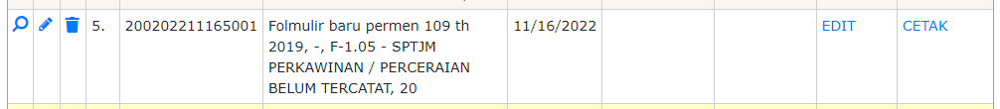 5. 200202211165001 Folmulir baru permen 109 th 11/16/2022 EDIT CETAK
2019, -, F-1.05 - SPTJM
PERKAWINAN / PERCERAIAN
BELUM TERCATAT, 20